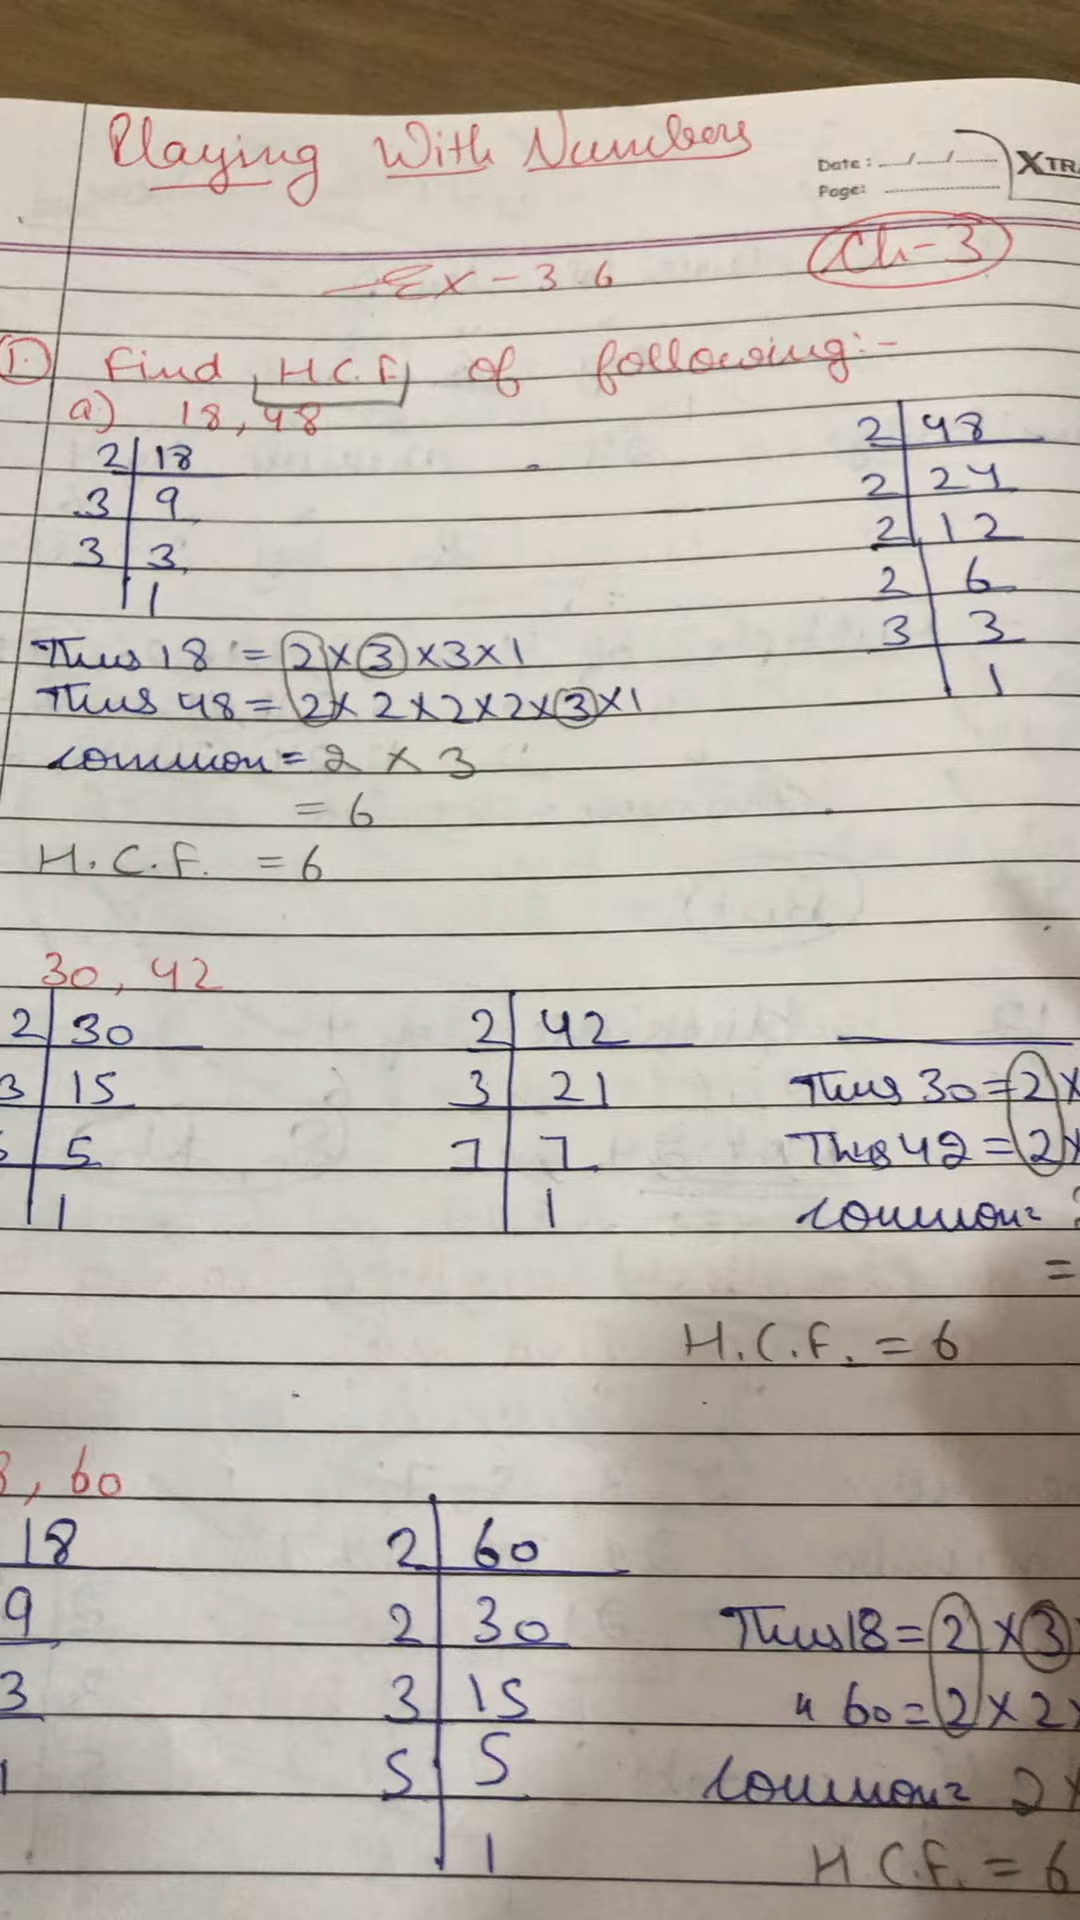 Playing With Numbers
Date: ../../..
Page: ..........
XTRA
Ch-3
Ex - 3.6
1. Find H.C.F. of following:-
a) 18, 48
2 | 18
3 | 9
3 | 3
| 1
2 | 48
2 | 24
2 | 12
2 | 6
3 | 3
| 1
Thus 18 = 2 × 3 × 3 × 1
Thus 48 = 2 × 2 × 2 × 2 × 3 × 1
common = 2 × 3
= 6
H.C.F. = 6
30, 42
2 | 30
3 | 15
5 | 5
| 1
2 | 42
3 | 21
7 | 7
| 1
Thus 30 = 2 ×
Thus 42 = 2 ×
common =
=
H.C.F. = 6
8, 60
18
9
3
1
2 | 60
2 | 30
3 | 15
5 | 5
| 1
Thus 18 = 2 × 3
" 60 = 2 × 2 ×
common = 2 ×
H.C.F. = 6